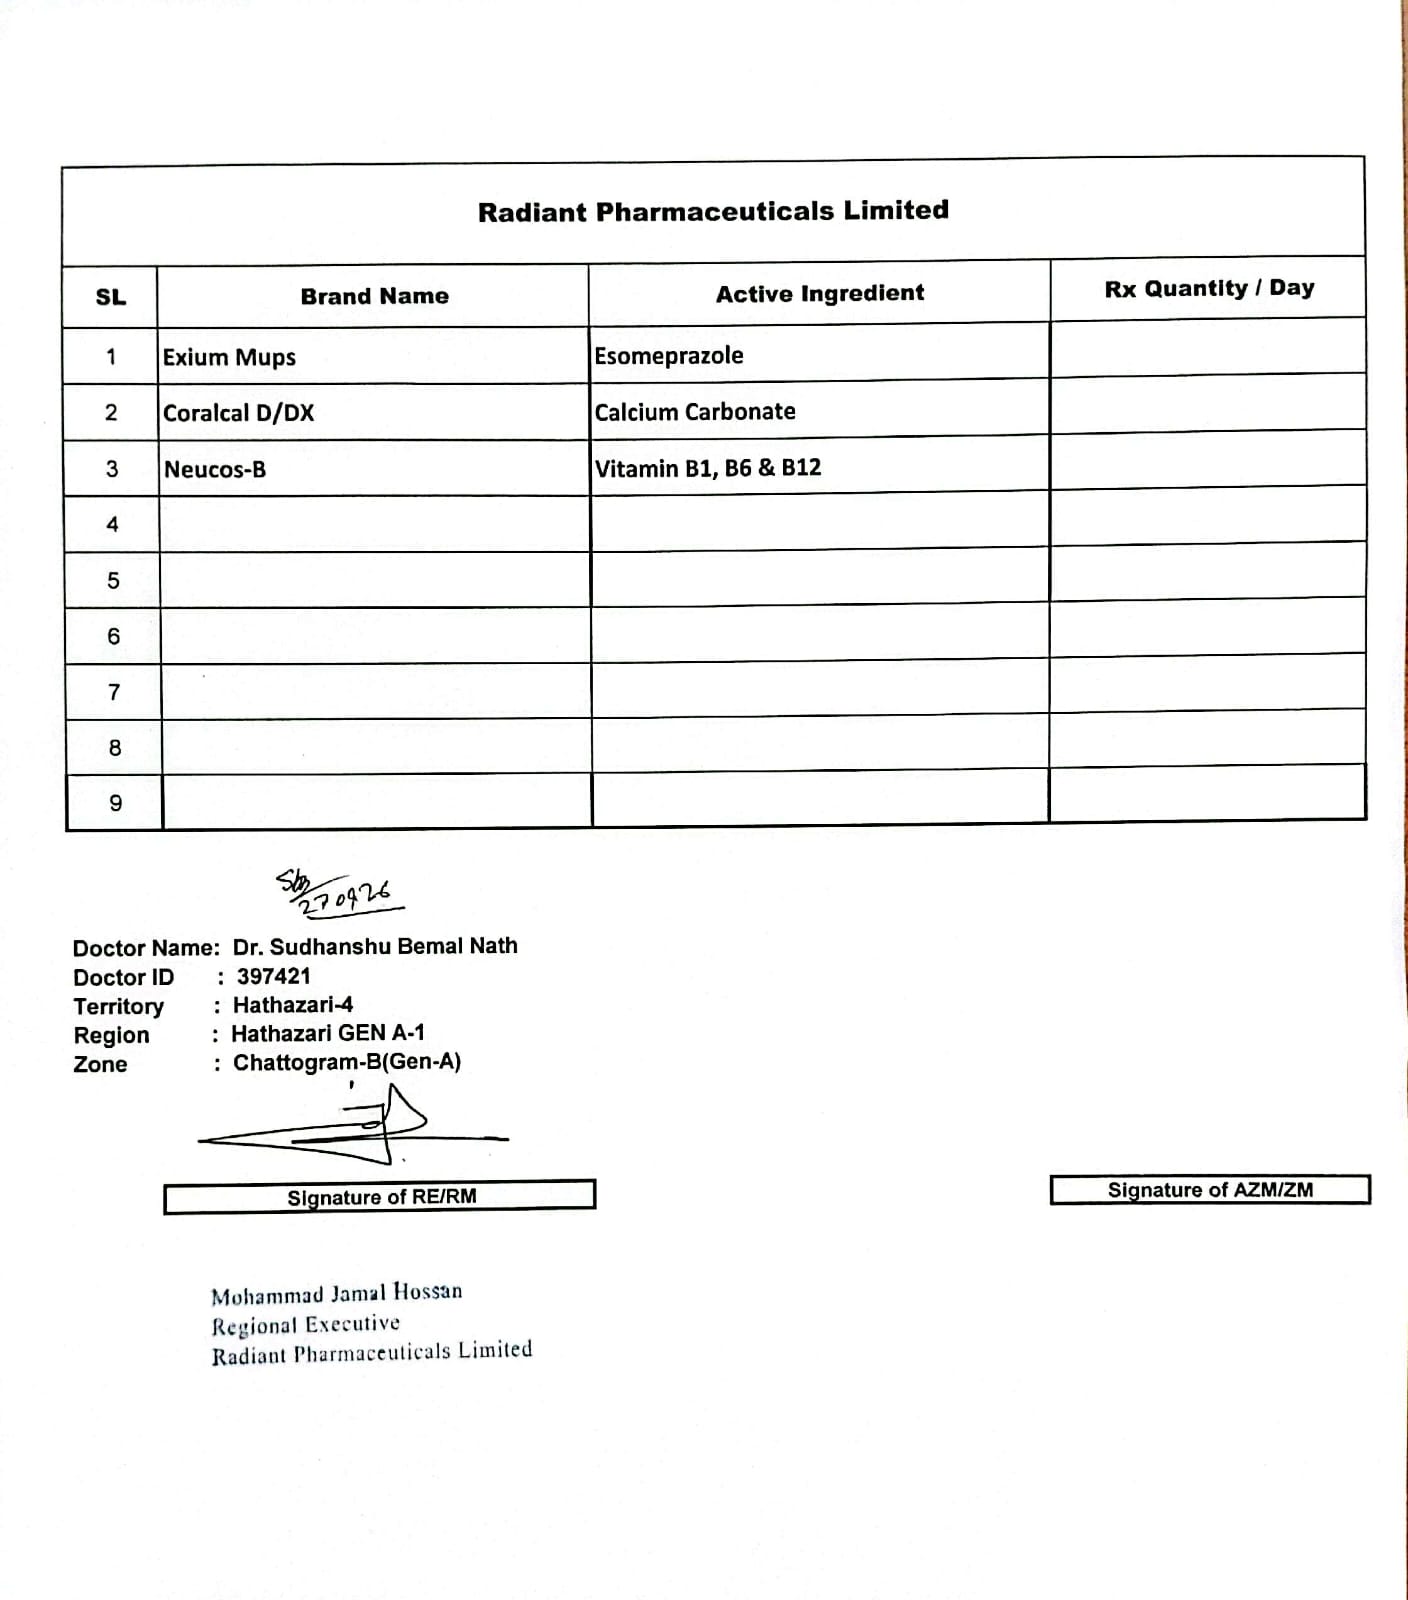 Radiant Pharmaceuticals Limited
SL Brand Name Active Ingredient Rx Quantity / Day
1 Exium Mups Esomeprazole
2 Coralcal D/DX Calcium Carbonate
3 Neucos-B Vitamin B1, B6 & B12
4
5
6
7
8
9
270926
Doctor Name: Dr. Sudhanshu Bemal Nath
Doctor ID : 397421
Territory : Hathazari-4
Region : Hathazari GEN A-1
Zone : Chattogram-B(Gen-A)
Signature of RE/RM Signature of AZM/ZM
Mohammad Jamal Hossan
Regional Executive
Radiant Pharmaceuticals Limited